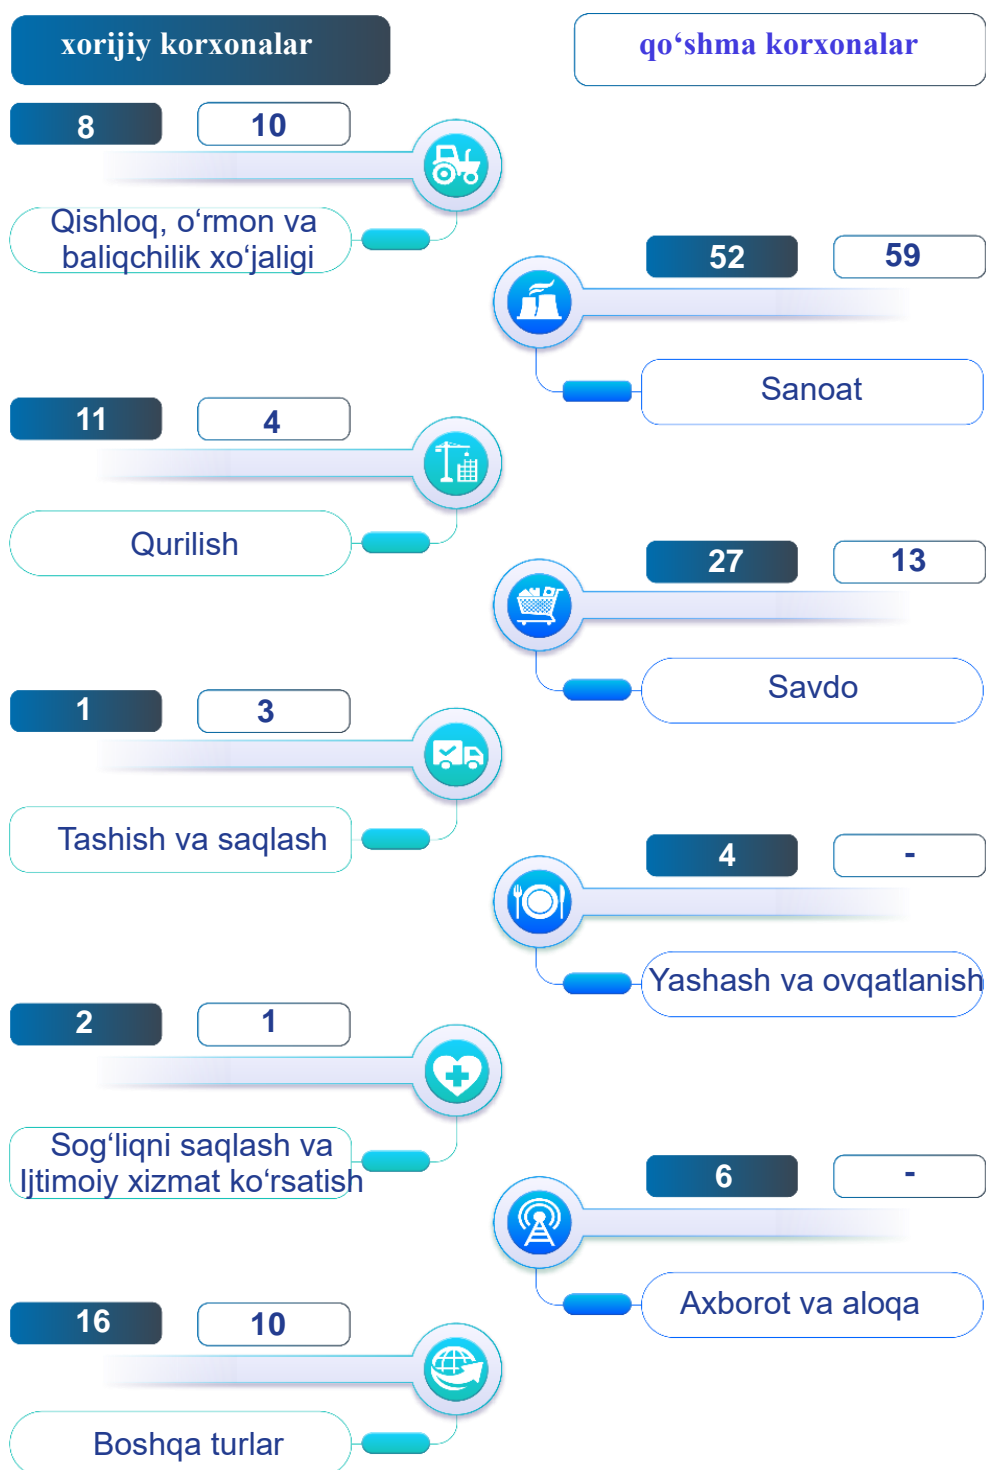 xorijiy korxonalar
qo‘shma korxonalar
8
10
Qishloq, o‘rmon va
baliqchilik xo‘jaligi
52
59
Sanoat
11
4
Qurilish
27
13
Savdo
1
3
Tashish va saqlash
4
-
Yashash va ovqatlanish
2
1
Sog‘liqni saqlash va
Ijtimoiy xizmat ko‘rsatish
6
-
Axborot va aloqa
16
10
Boshqa turlar